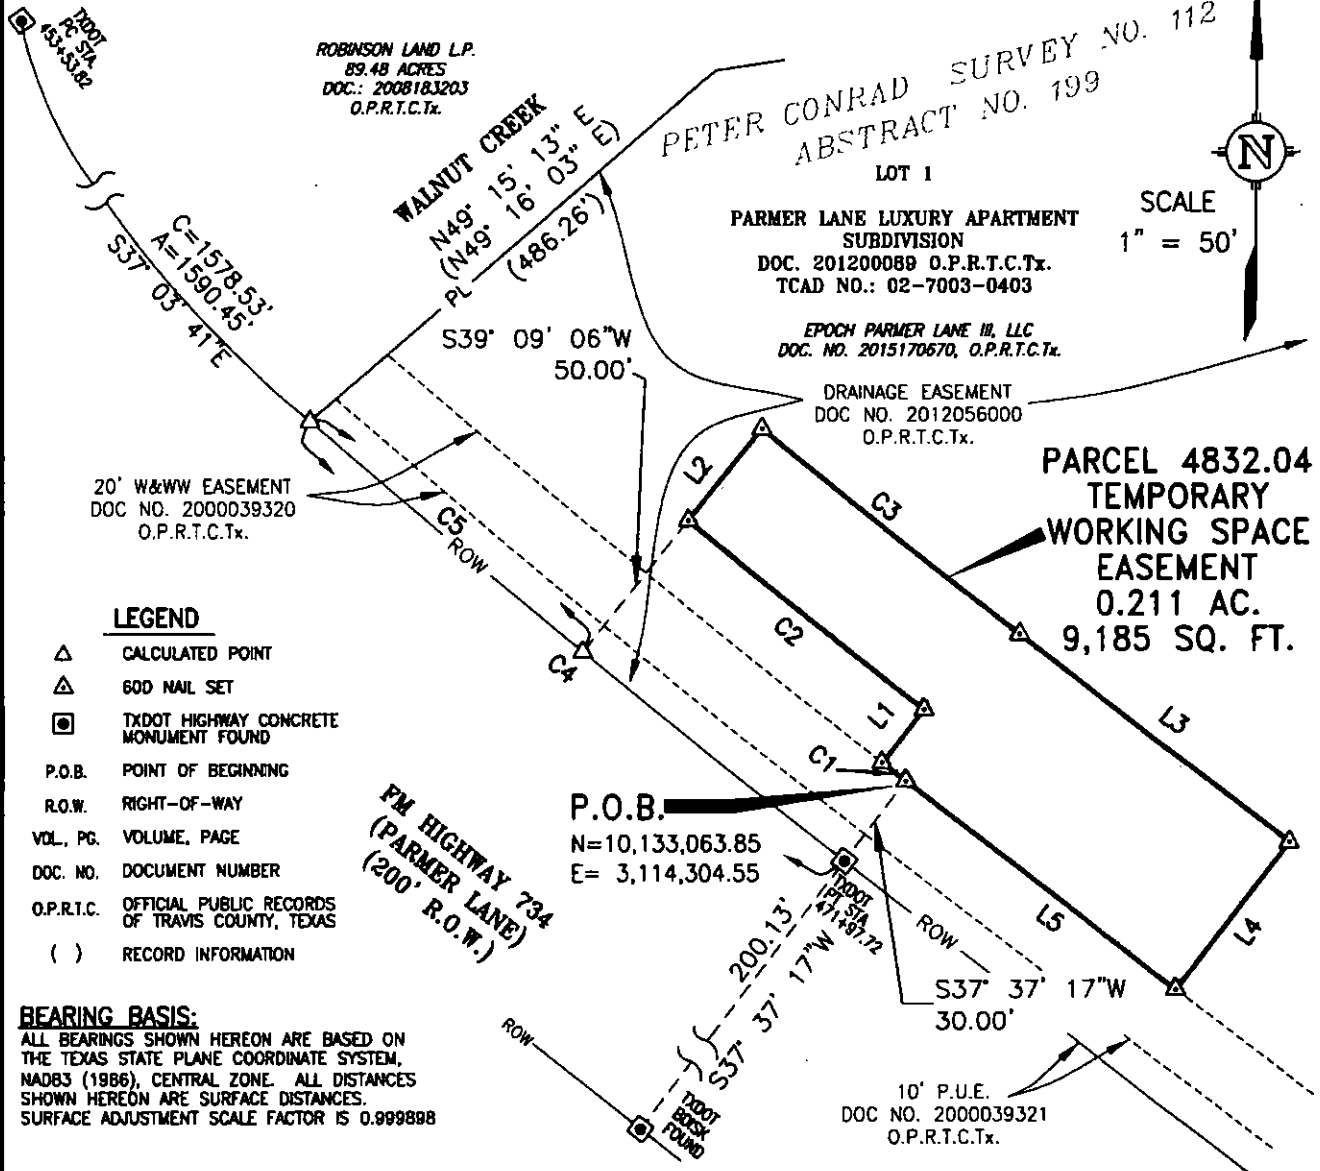 TXDOT
PC STA.
453+53.82
ROBINSON LAND L.P.
89.48 ACRES
DOC.: 2008183203
O.P.R.T.C.Tx.
WALNUT CREEK
N49° 15' 13" E
(N49° 16' 03" E)
(486.26')
PL
PETER CONRAD SURVEY NO. 112
ABSTRACT NO. 199
LOT 1
PARMER LANE LUXURY APARTMENT
SUBDIVISION
DOC. 201200089 O.P.R.T.C.Tx.
TCAD NO.: 02-7003-0403
EPOCH PARMER LANE III, LLC
DOC. NO. 2015170670, O.P.R.T.C.Tx.
N
SCALE
1" = 50'
C=1578.53'
A=1590.45'
S37° 03' 41"E
S39° 09' 06"W
50.00'
DRAINAGE EASEMENT
DOC NO. 2012056000
O.P.R.T.C.Tx.
20' W&WW EASEMENT
DOC NO. 2000039320
O.P.R.T.C.Tx.
C5
ROW
L2
C3
PARCEL 4832.04
TEMPORARY
WORKING SPACE
EASEMENT
0.211 AC.
9,185 SQ. FT.
C2
C4
L1
C1
L3
L4
L5
LEGEND
CALCULATED POINT
60D NAIL SET
TXDOT HIGHWAY CONCRETE
MONUMENT FOUND
P.O.B. POINT OF BEGINNING
R.O.W. RIGHT-OF-WAY
VOL., PG. VOLUME, PAGE
DOC. NO. DOCUMENT NUMBER
O.P.R.T.C. OFFICIAL PUBLIC RECORDS
OF TRAVIS COUNTY, TEXAS
( ) RECORD INFORMATION
FM HIGHWAY 734
(PARMER LANE)
(200' R.O.W.)
P.O.B.
N=10,133,063.85
E= 3,114,304.55
TXDOT
PT STA.
471+97.72
ROW
200.13'
S37° 37' 17"W
S37° 37' 17"W
30.00'
ROW
TXDOT
BDISK
FOUND
10' P.U.E.
DOC NO. 2000039321
O.P.R.T.C.Tx.
BEARING BASIS:
ALL BEARINGS SHOWN HEREON ARE BASED ON
THE TEXAS STATE PLANE COORDINATE SYSTEM,
NAD83 (1986), CENTRAL ZONE. ALL DISTANCES
SHOWN HEREON ARE SURFACE DISTANCES.
SURFACE ADJUSTMENT SCALE FACTOR IS 0.999898